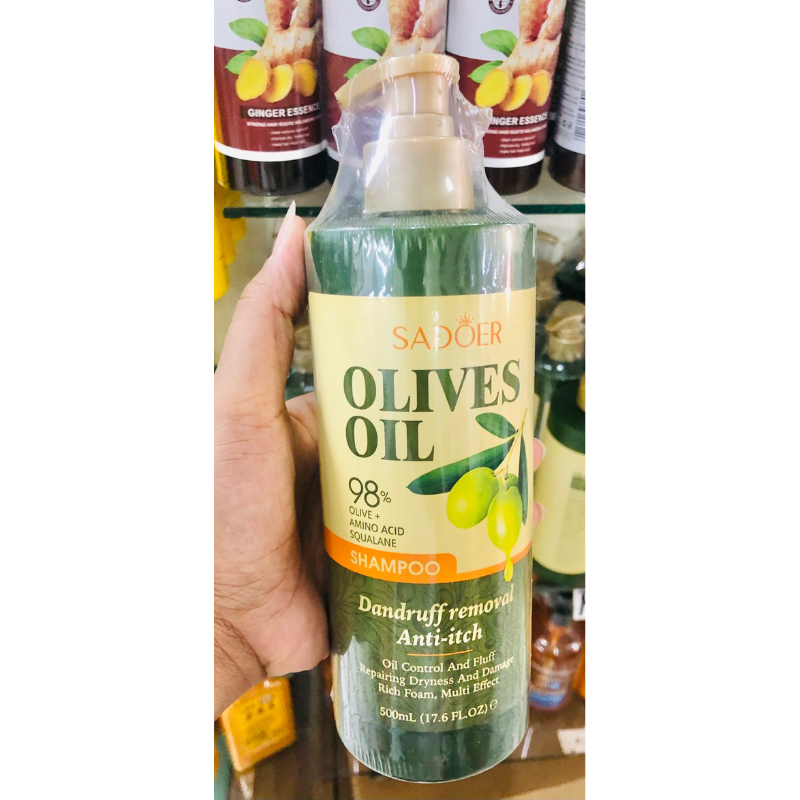 GINGER ESSENCE
GINGER ESSENCE
SADOER
OLIVES
OIL
98%
OLIVE +
AMINO ACID
SQUALANE
SHAMPOO
Dandruff removal
Anti-itch
Oil Control And Fluff
Repairing Dryness And Damage
Rich Foam, Multi Effect
500mL (17.6 FL.OZ) ℮